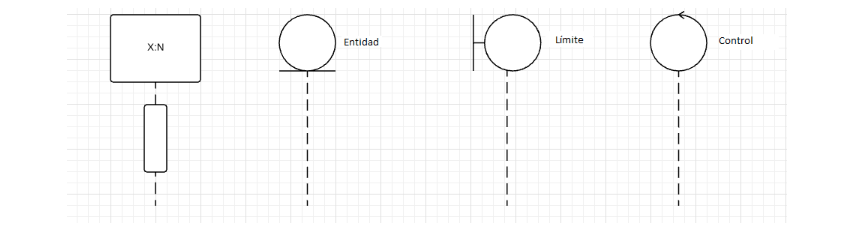 X:N
Entidad
Límite
Control